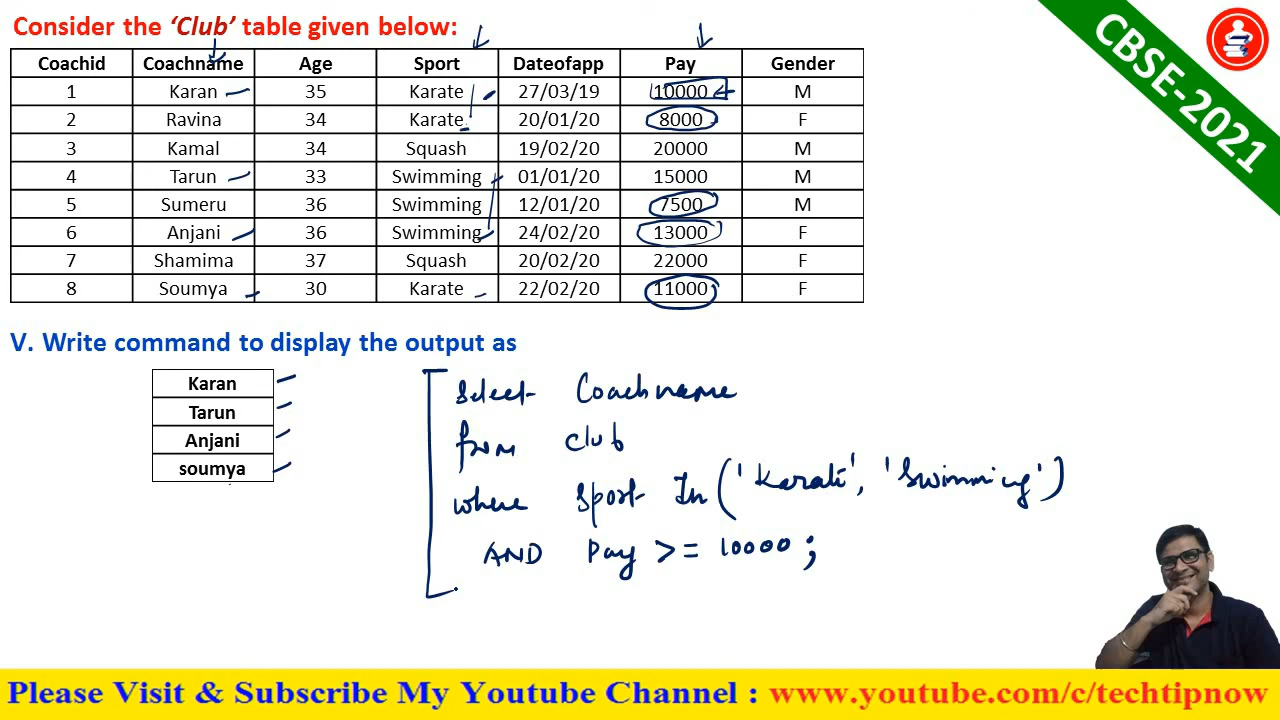 Consider the ‘Club’ table given below:
Coachid Coachname Age Sport Dateofapp Pay Gender
1 Karan 35 Karate 27/03/19 10000 M
2 Ravina 34 Karate 20/01/20 8000 F
3 Kamal 34 Squash 19/02/20 20000 M
4 Tarun 33 Swimming 01/01/20 15000 M
5 Sumeru 36 Swimming 12/01/20 7500 M
6 Anjani 36 Swimming 24/02/20 13000 F
7 Shamima 37 Squash 20/02/20 22000 F
8 Soumya 30 Karate 22/02/20 11000 F
CBSE-2021
V. Write command to display the output as
Karan
Tarun
Anjani
soumya
Select Coachname
from club
where Sport In ('Karate', 'Swimming')
AND Pay >= 10000 ;
Please Visit & Subscribe My Youtube Channel : www.youtube.com/c/techtipnow